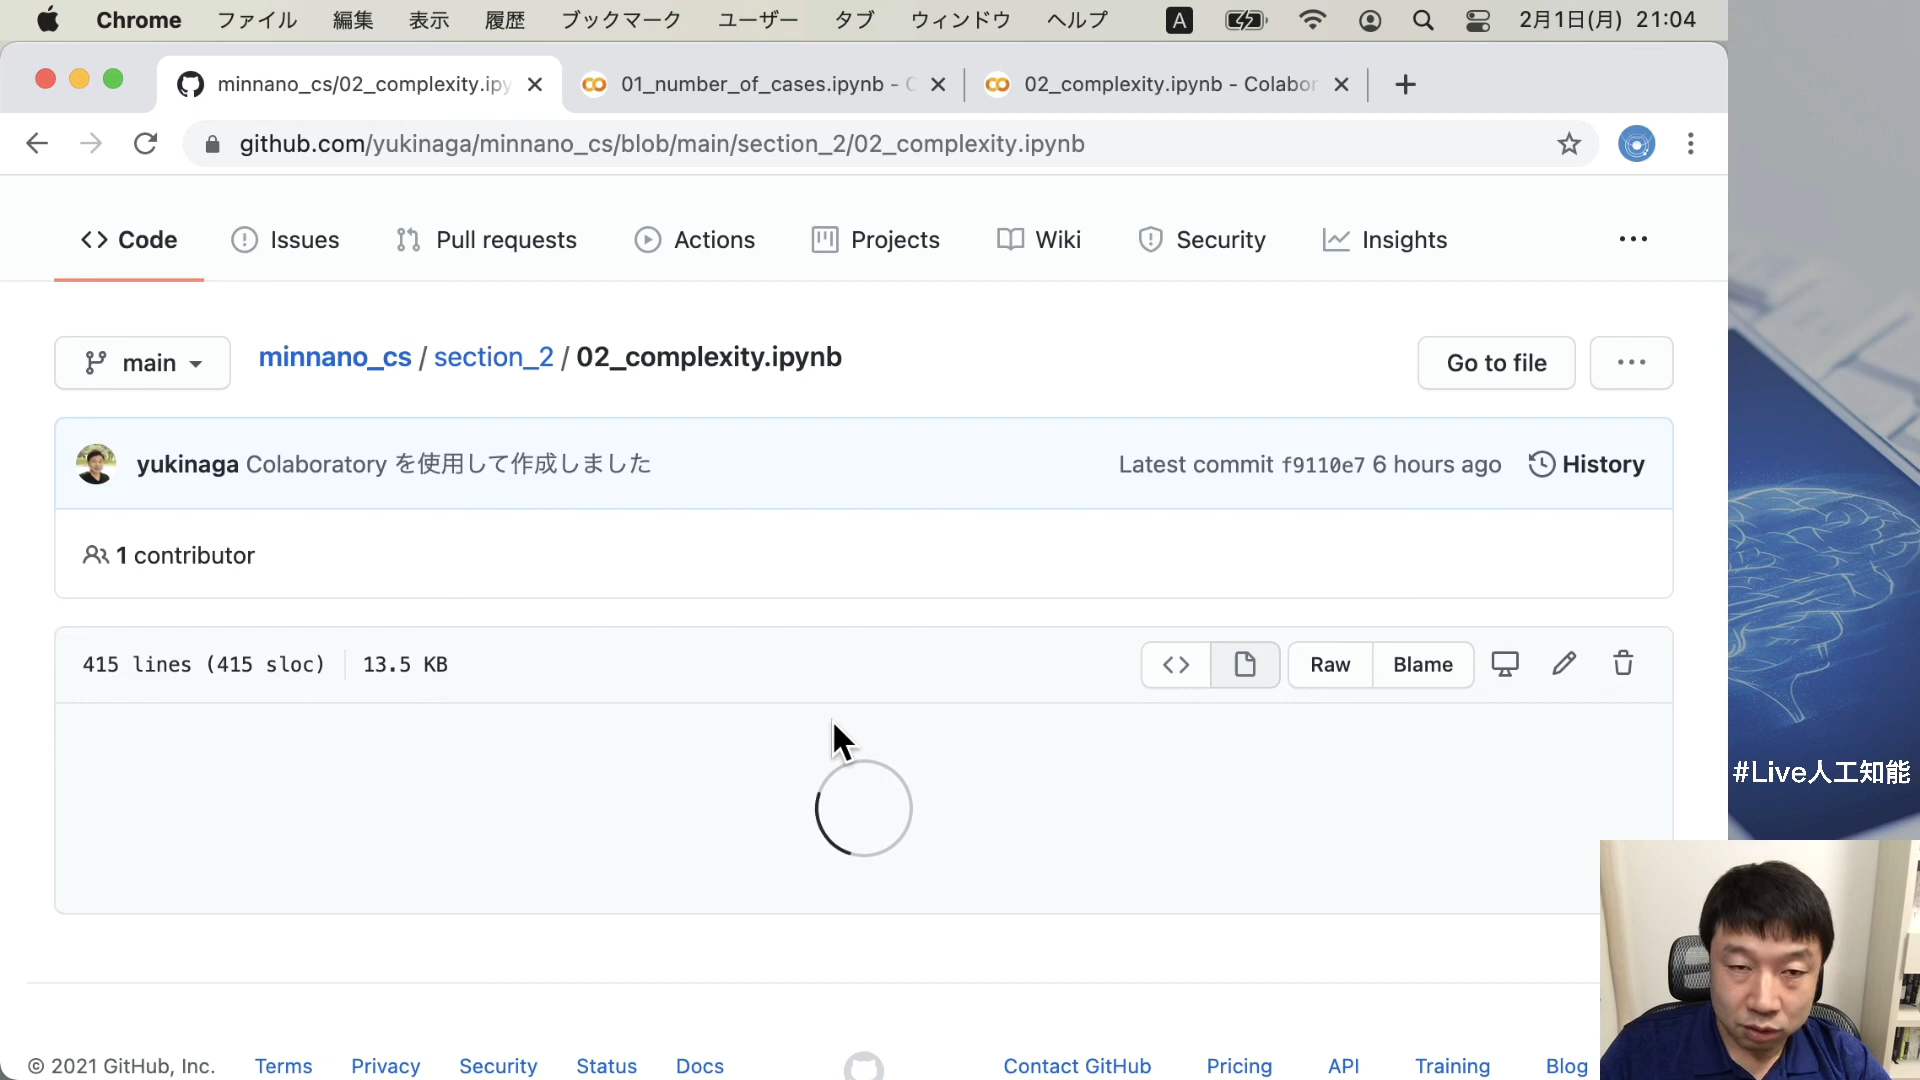 Chrome ファイル 編集 表示 履歴 ブックマーク ユーザー タブ ウィンドウ ヘルプ A 2月1日(月) 21:04
minnano_cs/02_complexity.ipy 01_number_of_cases.ipynb - C 02_complexity.ipynb - Colabor
github.com/yukinaga/minnano_cs/blob/main/section_2/02_complexity.ipynb
Code Issues Pull requests Actions Projects Wiki Security Insights
main minnano_cs / section_2 / 02_complexity.ipynb Go to file
yukinaga Colaboratory を使用して作成しました Latest commit f9110e7 6 hours ago History
1 contributor
415 lines (415 sloc) 13.5 KB Raw Blame
#Live人工知能
© 2021 GitHub, Inc. Terms Privacy Security Status Docs Contact GitHub Pricing API Training Blog